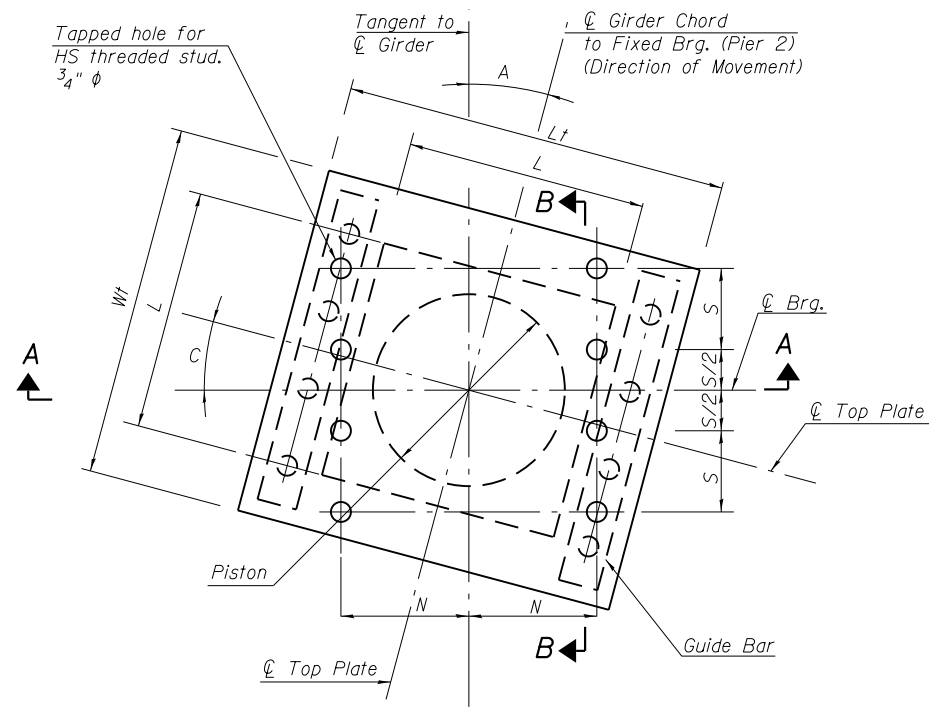 Tapped hole for
HS threaded stud.
3/4" ϕ
Tangent to
℄ Girder
℄ Girder Chord
to Fixed Brg. (Pier 2)
(Direction of Movement)
A
Lt
L
B
Wt
L
S
℄ Brg.
A
C
A
S/2
S/2
℄ Top Plate
S
Piston
N
N
Guide Bar
B
℄ Top Plate